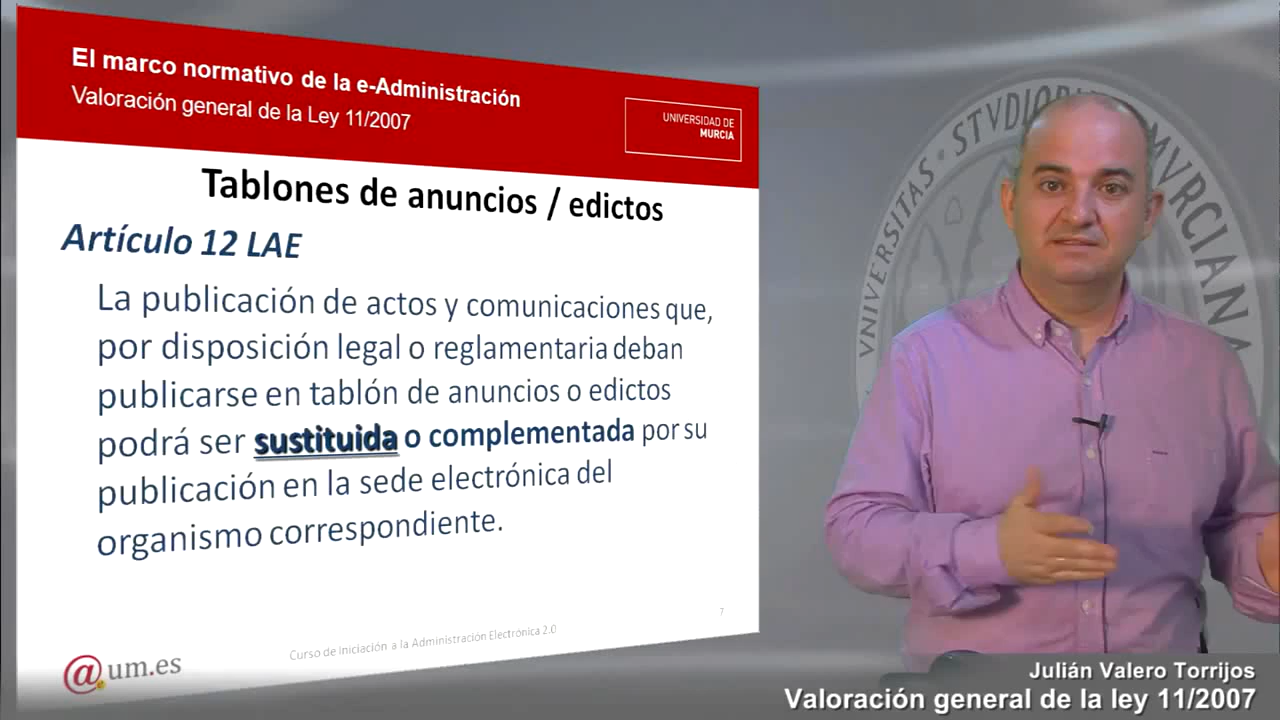 El marco normativo de la e-Administración
Valoración general de la Ley 11/2007
UNIVERSIDAD DE
MURCIA
Tablones de anuncios / edictos
Artículo 12 LAE
La publicación de actos y comunicaciones que,
por disposición legal o reglamentaria deban
publicarse en tablón de anuncios o edictos
podrá ser sustituida o complementada por su
publicación en la sede electrónica del
organismo correspondiente.
7
Curso de Iniciación a la Administración Electrónica 2.0
@um.es
VNIVERSITAS · STVDIOR MVRCIANA
Julián Valero Torrijos
Valoración general de la ley 11/2007